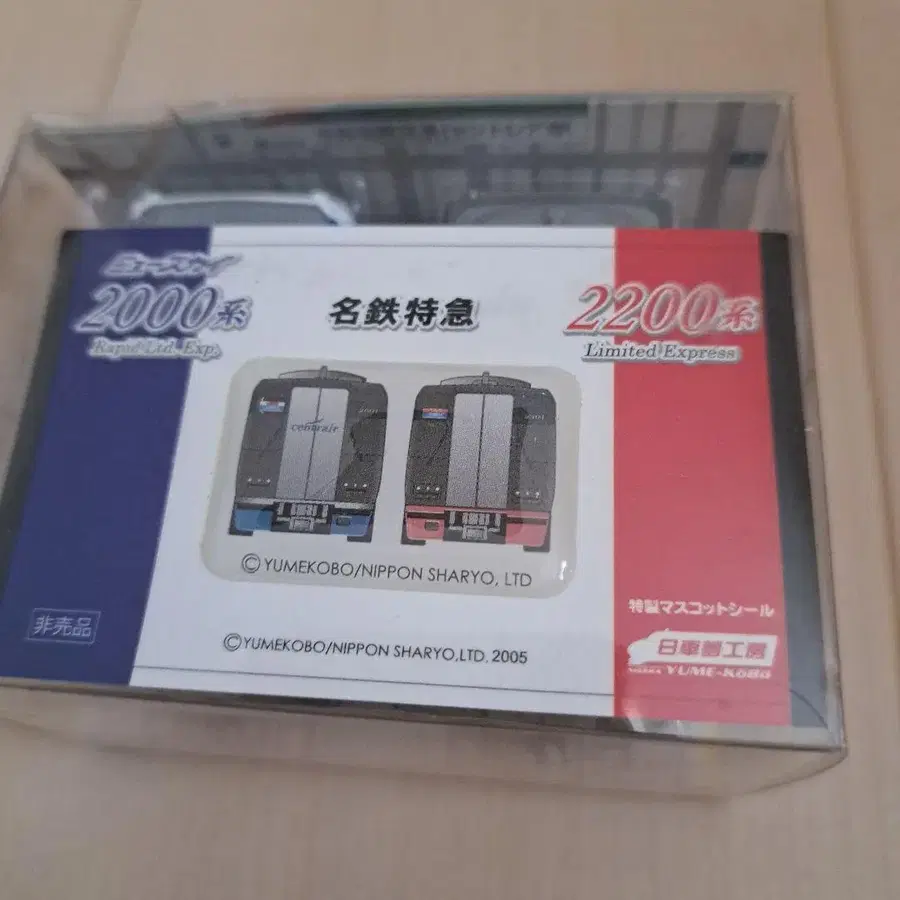 ミュースカイ
2000系
Rapid Ltd. Exp.
名鉄特急
2200系
Limited Express
centrair
2001
©YUMEKOBO/NIPPON SHARYO, LTD
非売品
©YUMEKOBO/NIPPON SHARYO,LTD. 2005
特製マスコットシール
日車夢工房
YUME-KōBō